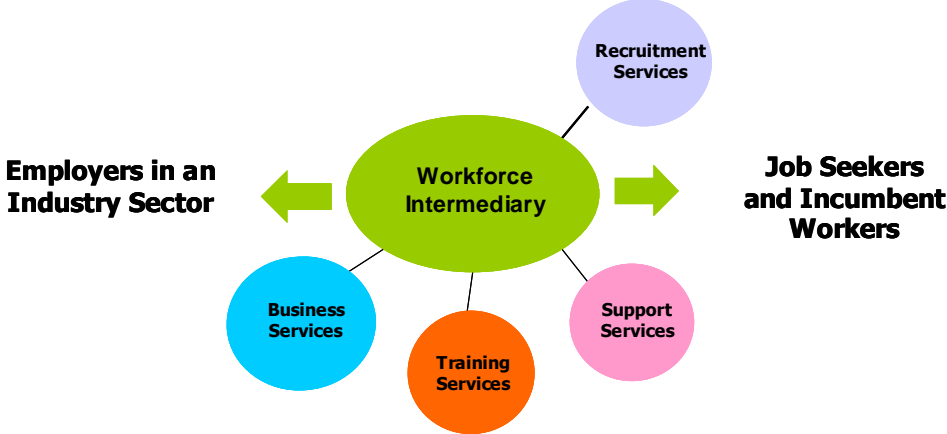 Recruitment
Services
Employers in an
Industry Sector
Workforce
Intermediary
Job Seekers
and Incumbent
Workers
Business
Services
Training
Services
Support
Services